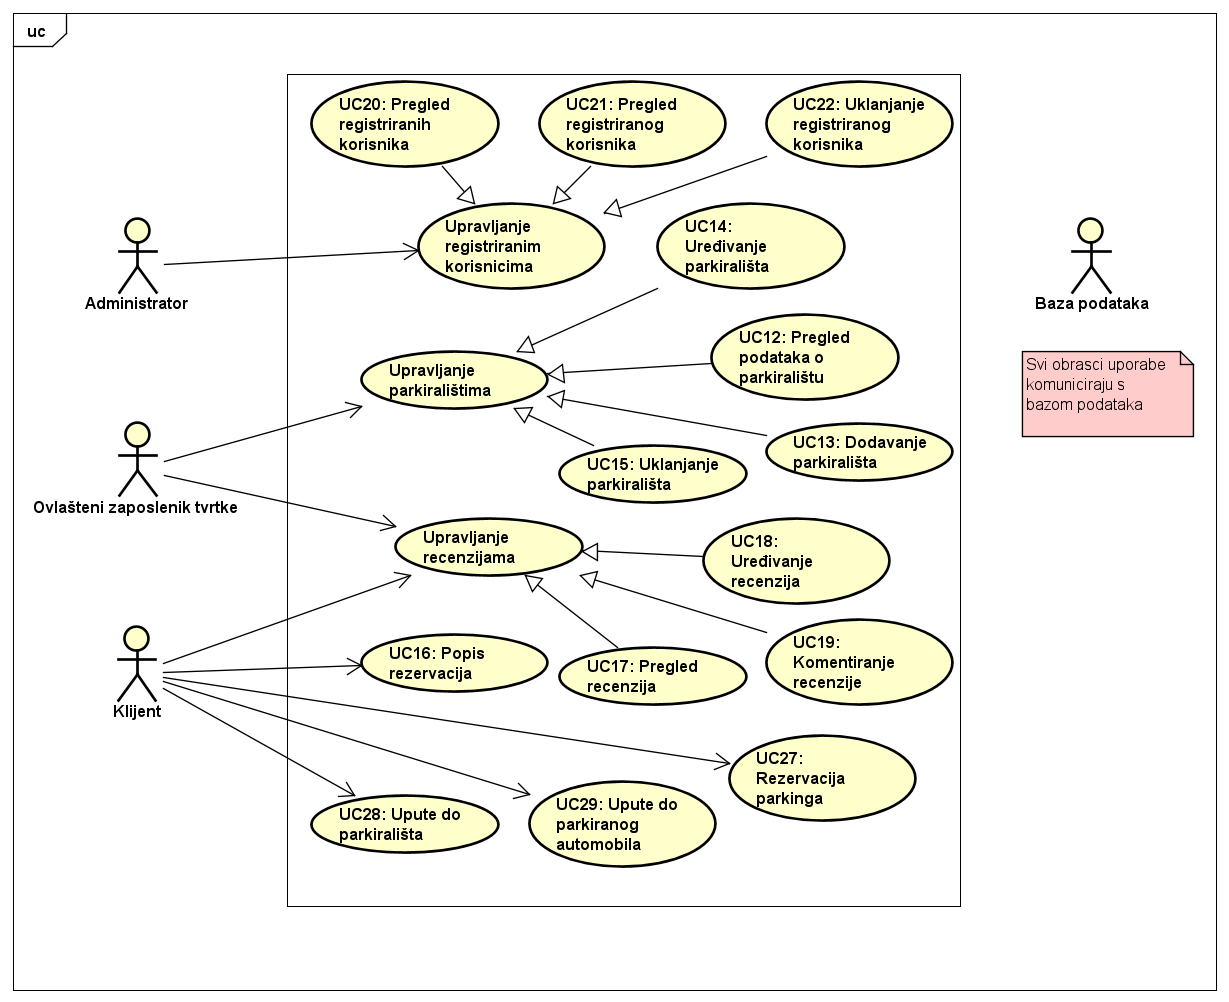 uc
UC20: Pregled
registriranih
korisnika
UC21: Pregled
registriranog
korisnika
UC22: Uklanjanje
registriranog
korisnika
Upravljanje
registriranim
korisnicima
UC14:
Uređivanje
parkirališta
Administrator
Baza podataka
Svi obrasci uporabe
komuniciraju s
bazom podataka
UC12: Pregled
podataka o
parkiralištu
Upravljanje
parkiralištima
UC13: Dodavanje
parkirališta
UC15: Uklanjanje
parkirališta
Ovlašteni zaposlenik tvrtke
Upravljanje
recenzijama
UC18:
Uređivanje
recenzija
UC19:
Komentiranje
recenzije
UC16: Popis
rezervacija
UC17: Pregled
recenzija
Klijent
UC27:
Rezervacija
parkinga
UC28: Upute do
parkirališta
UC29: Upute do
parkiranog
automobila